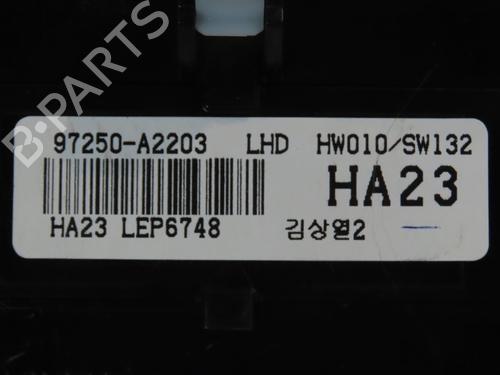 B-PARTS
97250-A2203 LHD HW010/SW132
HA23
HA23 LEP6748 김상열2